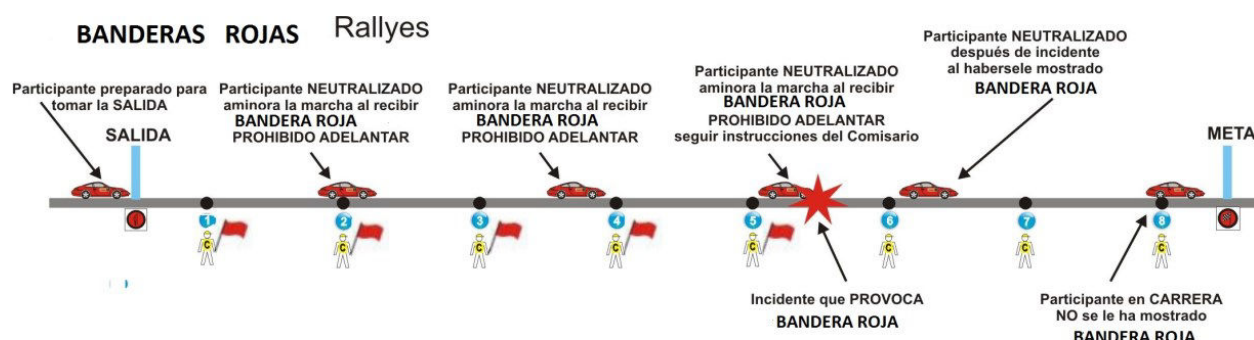 BANDERAS ROJAS Rallyes
Participante preparado para
tomar la SALIDA
SALIDA
Participante NEUTRALIZADO
aminora la marcha al recibir
BANDERA ROJA
PROHIBIDO ADELANTAR
Participante NEUTRALIZADO
aminora la marcha al recibir
BANDERA ROJA
PROHIBIDO ADELANTAR
Participante NEUTRALIZADO
aminora la marcha al recibir
BANDERA ROJA
PROHIBIDO ADELANTAR
seguir instrucciones del Comisario
Participante NEUTRALIZADO
después de incidente
al habersele mostrado
BANDERA ROJA
META
1 2 3 4 5 6 7 8
C C C C C C C C
Incidente que PROVOCA
BANDERA ROJA
Participante en CARRERA
NO se le ha mostrado
BANDERA ROJA